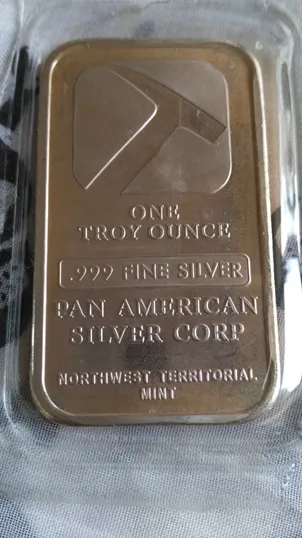 ONE
TROY OUNCE
.999 FINE SILVER
PAN AMERICAN
SILVER CORP
NORTHWEST TERRITORIAL
MINT